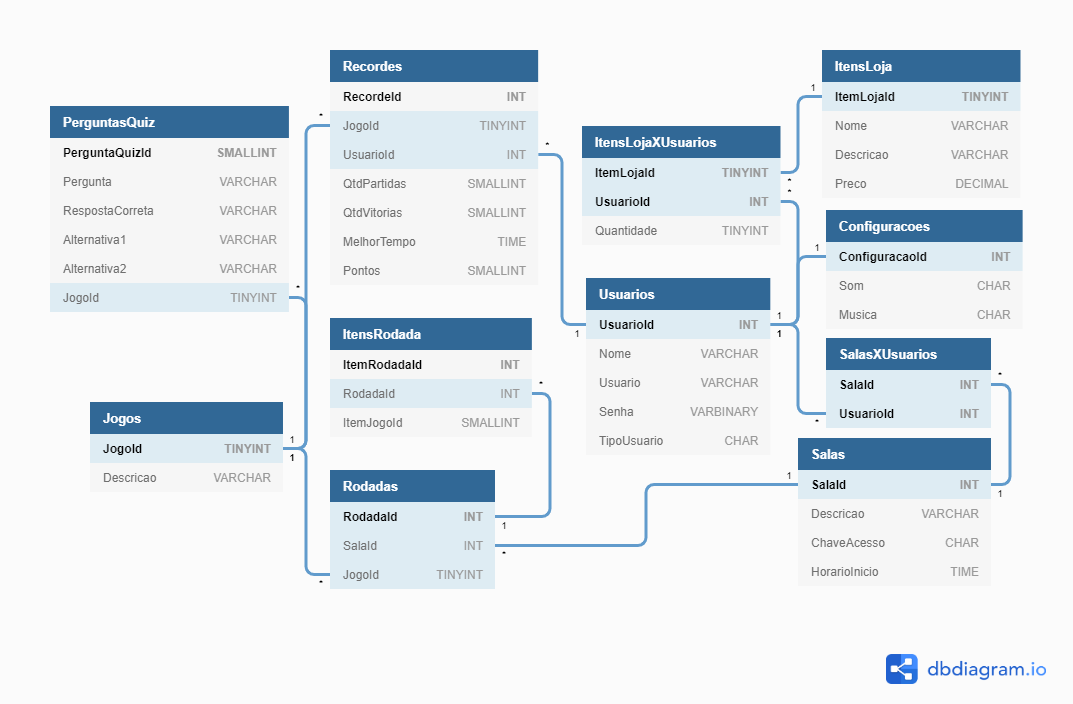 Recordes
RecordeId INT
JogoId TINYINT
UsuarioId INT
QtdPartidas SMALLINT
QtdVitorias SMALLINT
MelhorTempo TIME
Pontos SMALLINT
ItensLoja
ItemLojaId TINYINT
Nome VARCHAR
Descricao VARCHAR
Preco DECIMAL
PerguntasQuiz
PerguntaQuizId SMALLINT
Pergunta VARCHAR
RespostaCorreta VARCHAR
Alternativa1 VARCHAR
Alternativa2 VARCHAR
JogoId TINYINT
ItensLojaXUsuarios
ItemLojaId TINYINT
UsuarioId INT
Quantidade TINYINT
Configuracoes
ConfiguracaoId INT
Som CHAR
Musica CHAR
Usuarios
UsuarioId INT
Nome VARCHAR
Usuario VARCHAR
Senha VARBINARY
TipoUsuario CHAR
ItensRodada
ItemRodadaId INT
RodadaId INT
ItemJogoId SMALLINT
SalasXUsuarios
SalaId INT
UsuarioId INT
Jogos
JogoId TINYINT
Descricao VARCHAR
Salas
SalaId INT
Descricao VARCHAR
ChaveAcesso CHAR
HorarioInicio TIME
Rodadas
RodadaId INT
SalaId INT
JogoId TINYINT
* 1
* *
* 1
* 1
1 1
1
* *
1
1
1 1
* *
dbdiagram.io